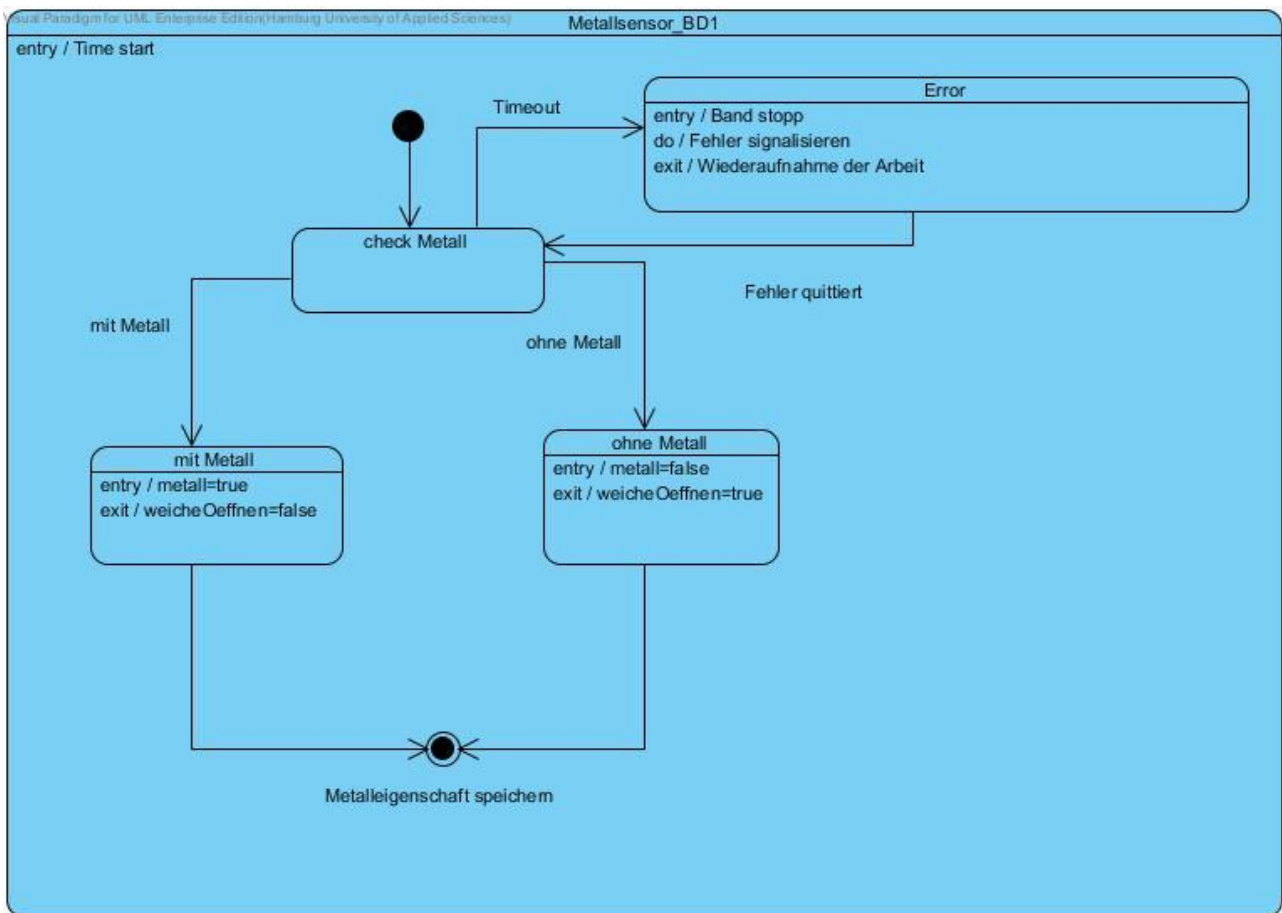 Visual Paradigm for UML Enterprise Edition(Hamburg University of Applied Sciences)
Metallsensor_BD1
entry / Time start
Error
entry / Band stopp
do / Fehler signalisieren
exit / Wiederaufnahme der Arbeit
Timeout
check Metall
Fehler quittiert
mit Metall
ohne Metall
mit Metall
entry / metall=true
exit / weicheOeffnen=false
ohne Metall
entry / metall=false
exit / weicheOeffnen=true
Metalleigenschaft speichern